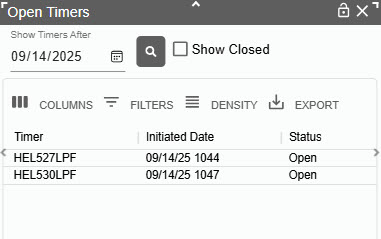 Open Timers
Show Timers After
09/14/2025
Show Closed
COLUMNS FILTERS DENSITY EXPORT
Timer Initiated Date Status
HEL527LPF 09/14/25 1044 Open
HEL530LPF 09/14/25 1047 Open